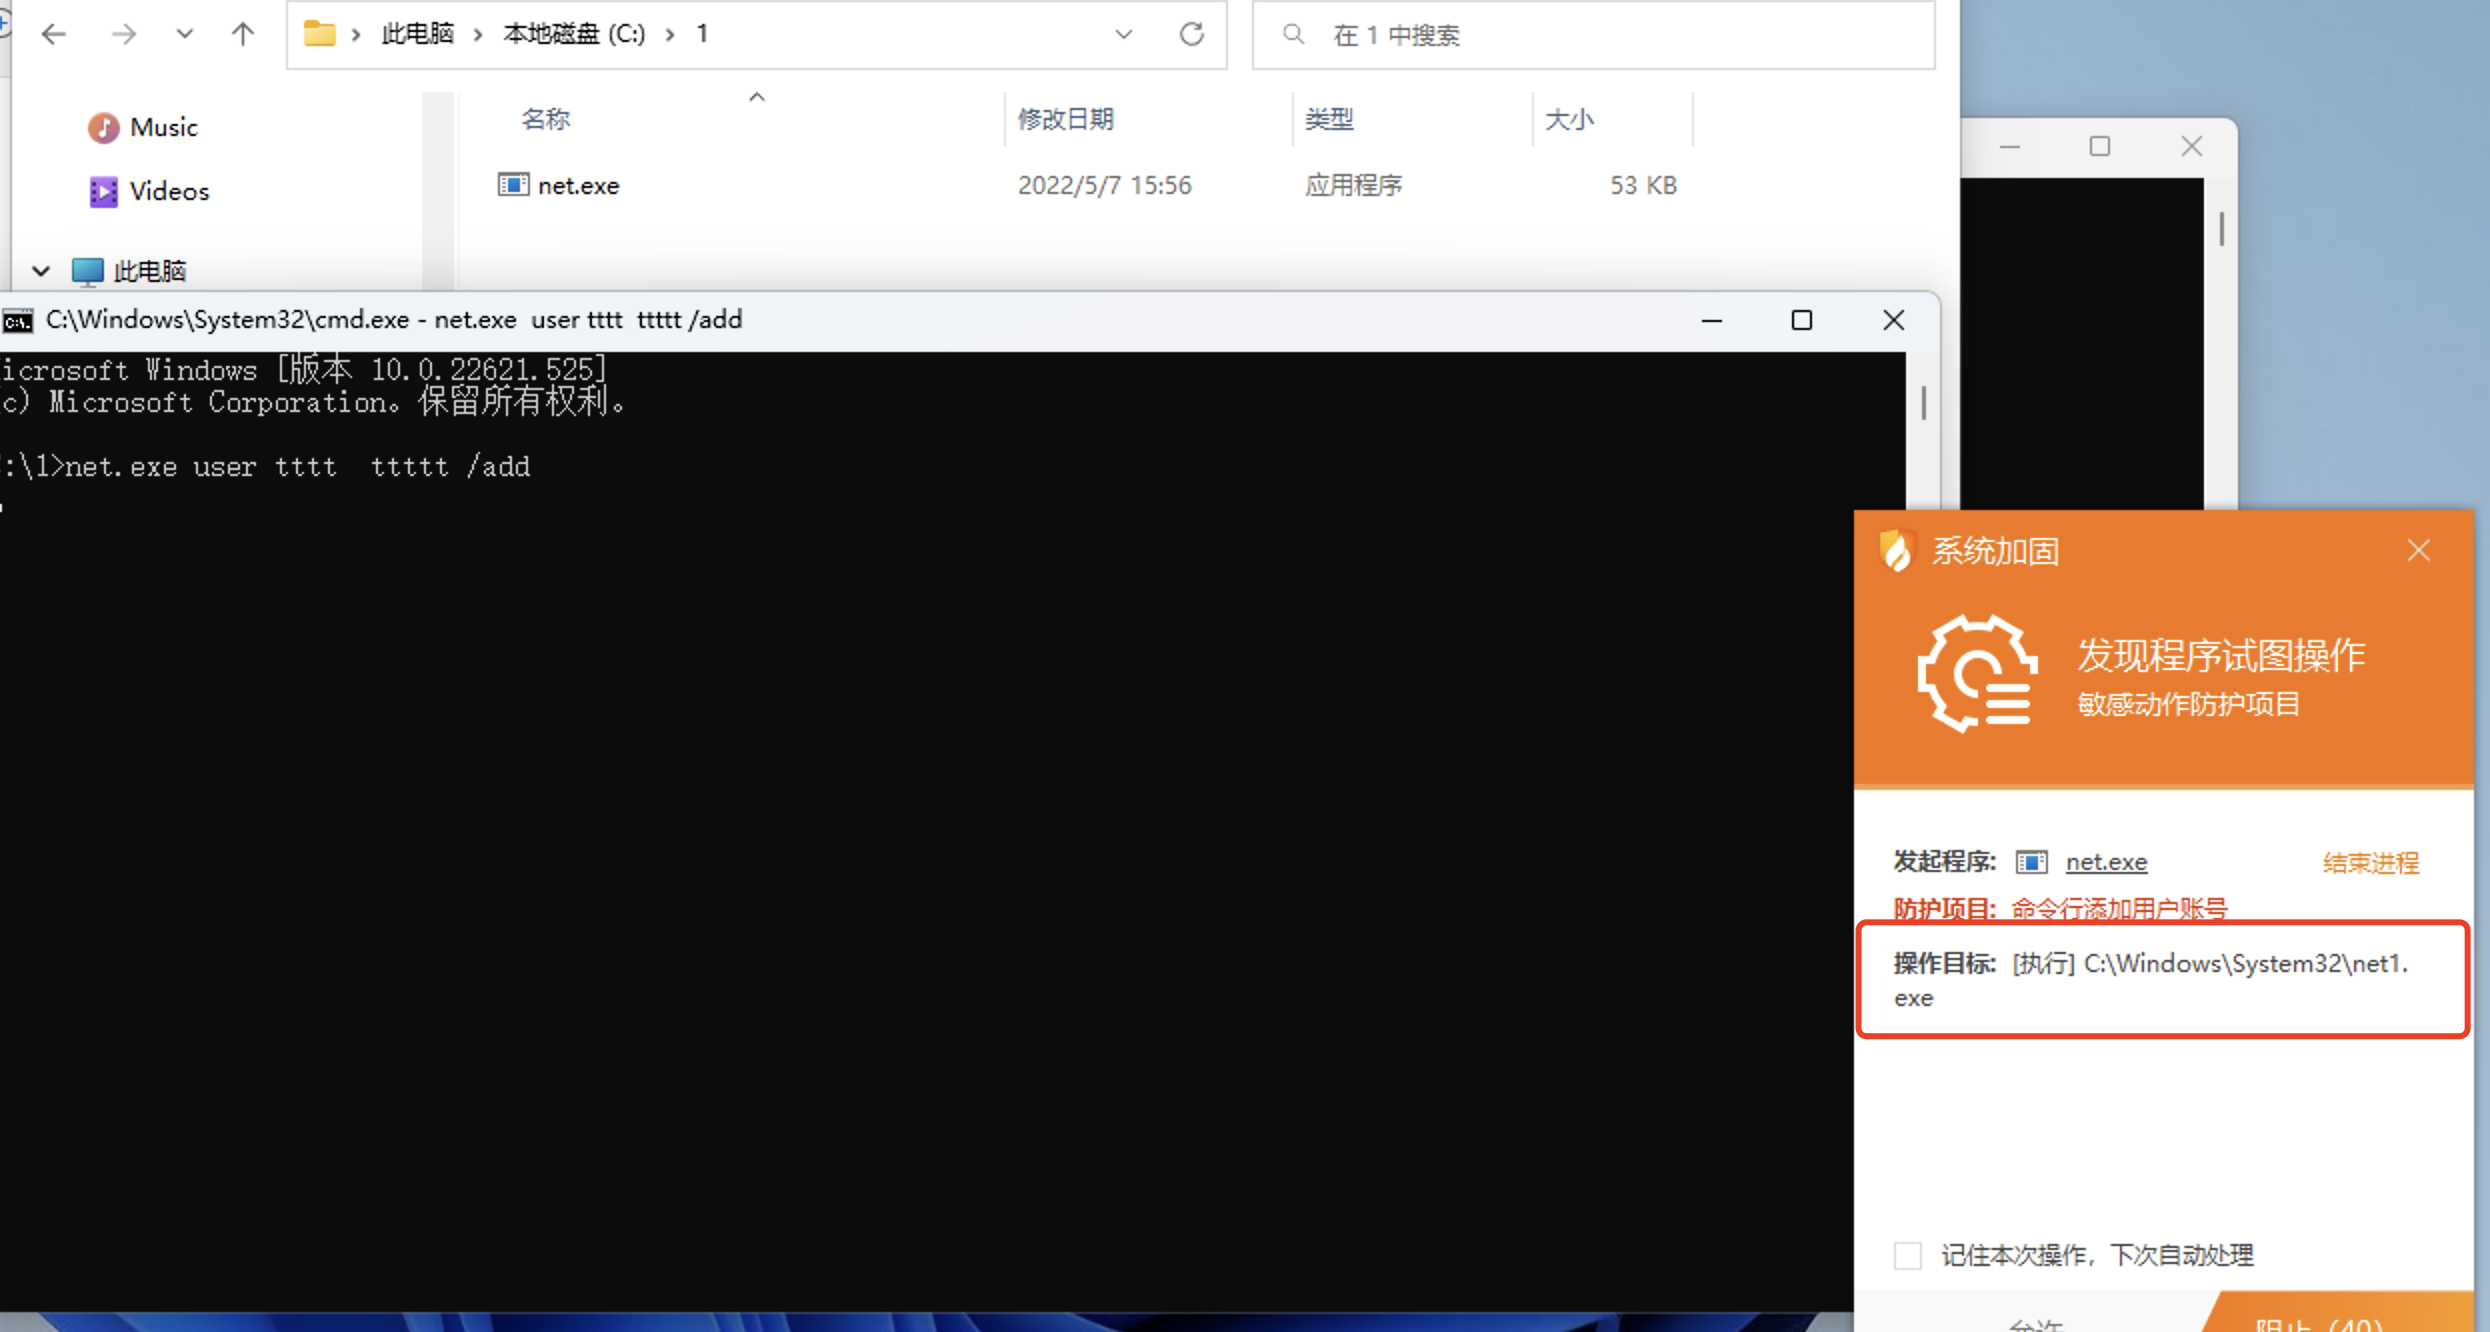 此电脑 › 本地磁盘 (C:) › 1
在 1 中搜索
名称 修改日期 类型 大小
Music
net.exe 2022/5/7 15:56 应用程序 53 KB
Videos
此电脑
C:\Windows\System32\cmd.exe - net.exe  user tttt  ttttt /add
icrosoft Windows [版本 10.0.22621.525]
c) Microsoft Corporation。保留所有权利。
:\1>net.exe user tttt  ttttt /add
系统加固
发现程序试图操作
敏感动作防护项目
发起程序: net.exe 结束进程
防护项目: 命令行添加用户账号
操作目标: [执行] C:\Windows\System32\net1.
exe
记住本次操作，下次自动处理
允许 阻止 (40)